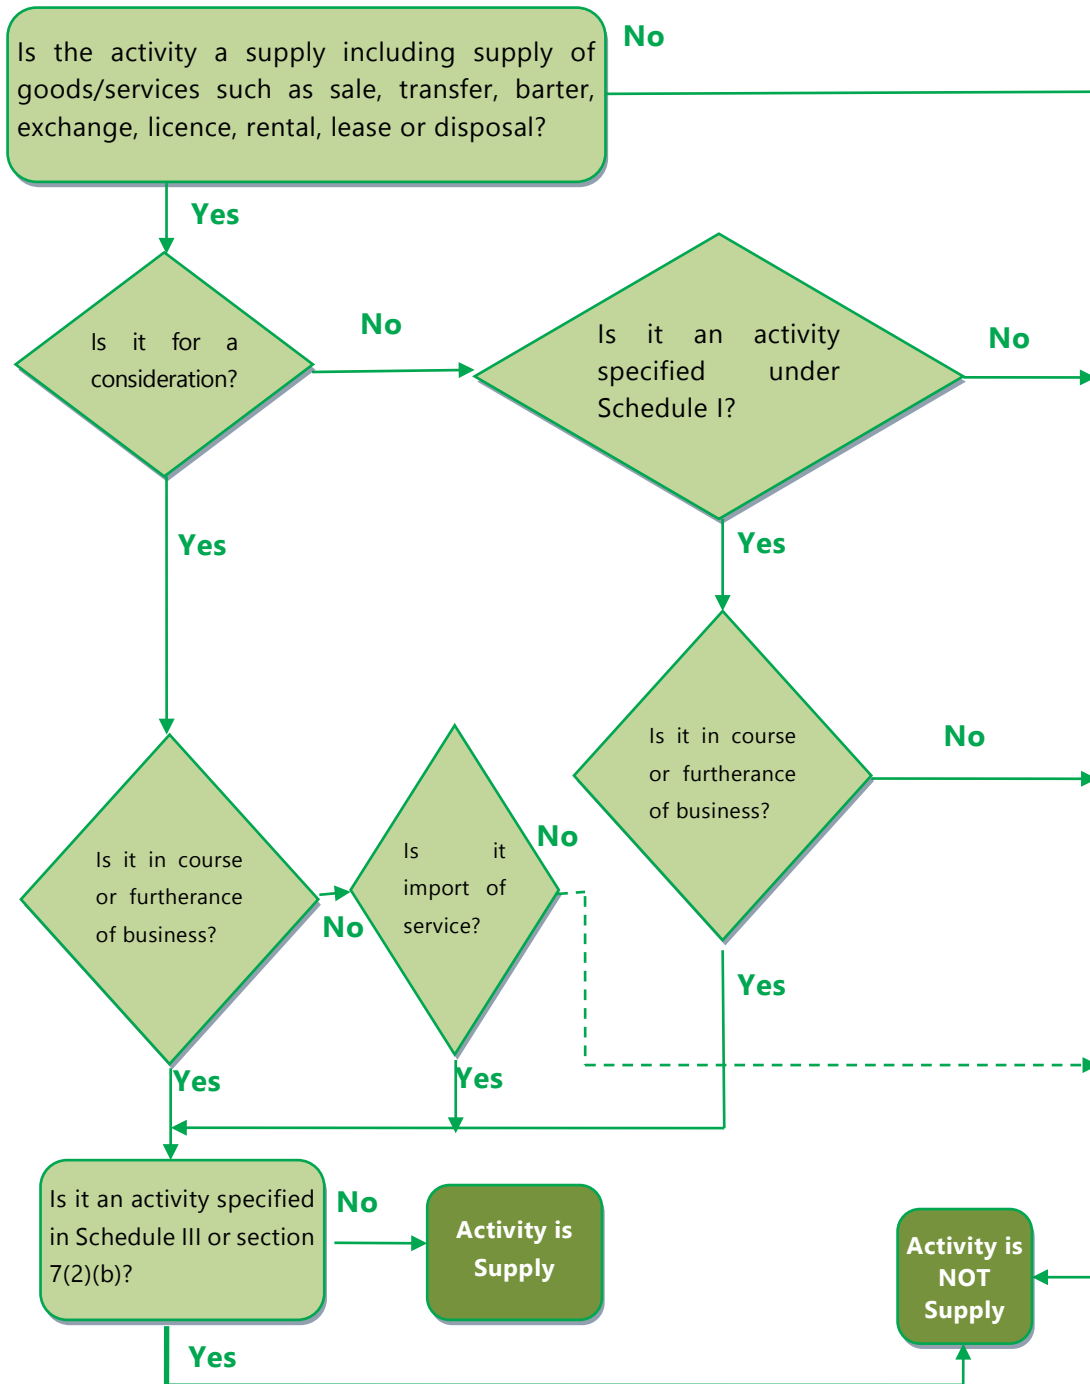 Is the activity a supply including supply of
goods/services such as sale, transfer, barter,
exchange, licence, rental, lease or disposal?
No
Yes
Is it for a
consideration?
No
Is it an activity
specified under
Schedule I?
No
Yes
Yes
Is it in course
or furtherance
of business?
No
Is it in course
or furtherance
of business?
No
Is it
import of
service?
No
Yes
Yes
Yes
Is it an activity specified
in Schedule III or section
7(2)(b)?
No
Activity is
Supply
Activity is
NOT
Supply
Yes